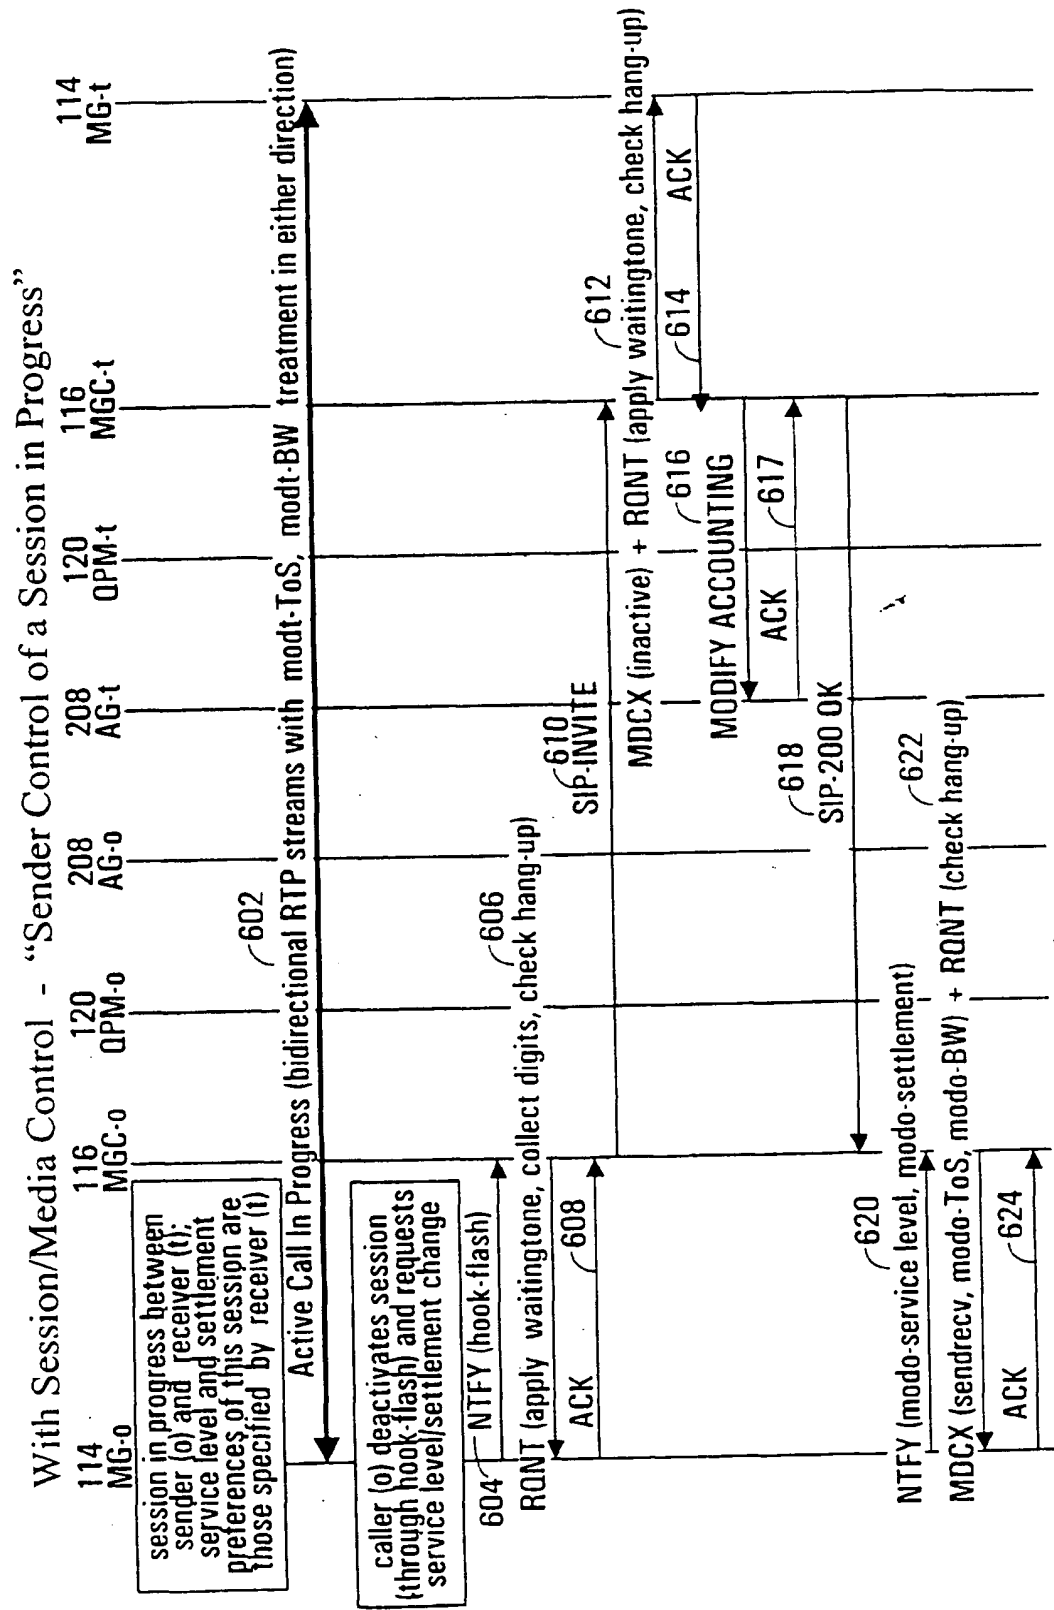 With Session/Media Control - “Sender Control of a Session in Progress”
114
MG-o
116
MGC-o
120
QPM-o
208
AG-o
208
AG-t
120
QPM-t
116
MGC-t
114
MG-t
session in progress between
sender (o) and receiver (t);
service level and settlement
preferences of this session are
those specified by receiver (t)
602
Active Call In Progress (bidirectional RTP streams with modt-ToS, modt-BW treatment in either direction)
caller (o) deactivates session
(through hook-flash) and requests
service level/settlement change
604
NTFY (hook-flash)
606
RQNT (apply waitingtone, collect digits, check hang-up)
ACK
608
610
SIP-INVITE
612
MDCX (inactive) + RQNT (apply waitingtone, check hang-up)
614
ACK
616
MODIFY ACCOUNTING
ACK
617
618
SIP-200 OK
NTFY (modo-service level, modo-settlement)
620
622
MDCX (sendrecv, modo-ToS, modo-BW) + RQNT (check hang-up)
ACK
624